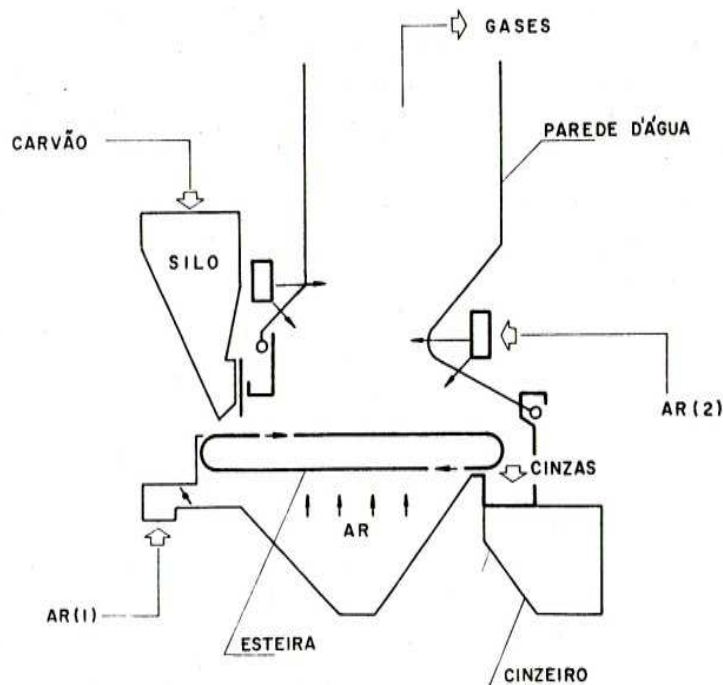 GASES
CARVÃO
PAREDE D'ÁGUA
SILO
AR(2)
CINZAS
AR
AR(1)
ESTEIRA
CINZEIRO